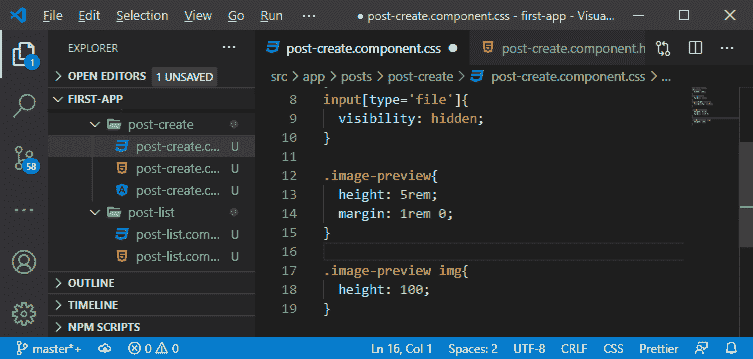 File Edit View Go Run ··· ● post-create.component.css - first-app - Visua...
EXPLORER ···
OPEN EDITORS 1 UNSAVED
FIRST-APP
post-create
post-create.c... U
post-create.c... U
post-create.c... U
post-list
post-list.com... U
post-list.com... U
OUTLINE
TIMELINE
NPM SCRIPTS
1
58
post-create.component.css ● post-create.component.h
src > app > posts > post-create > post-create.component.css > ...
8 input[type='file']{
9 visibility: hidden;
10 }
11
12 .image-preview{
13 height: 5rem;
14 margin: 1rem 0;
15 }
16
17 .image-preview img{
18 height: 100;
19 }
master*+ 0 0 Ln 16, Col 1 Spaces: 2 UTF-8 CRLF CSS Prettier